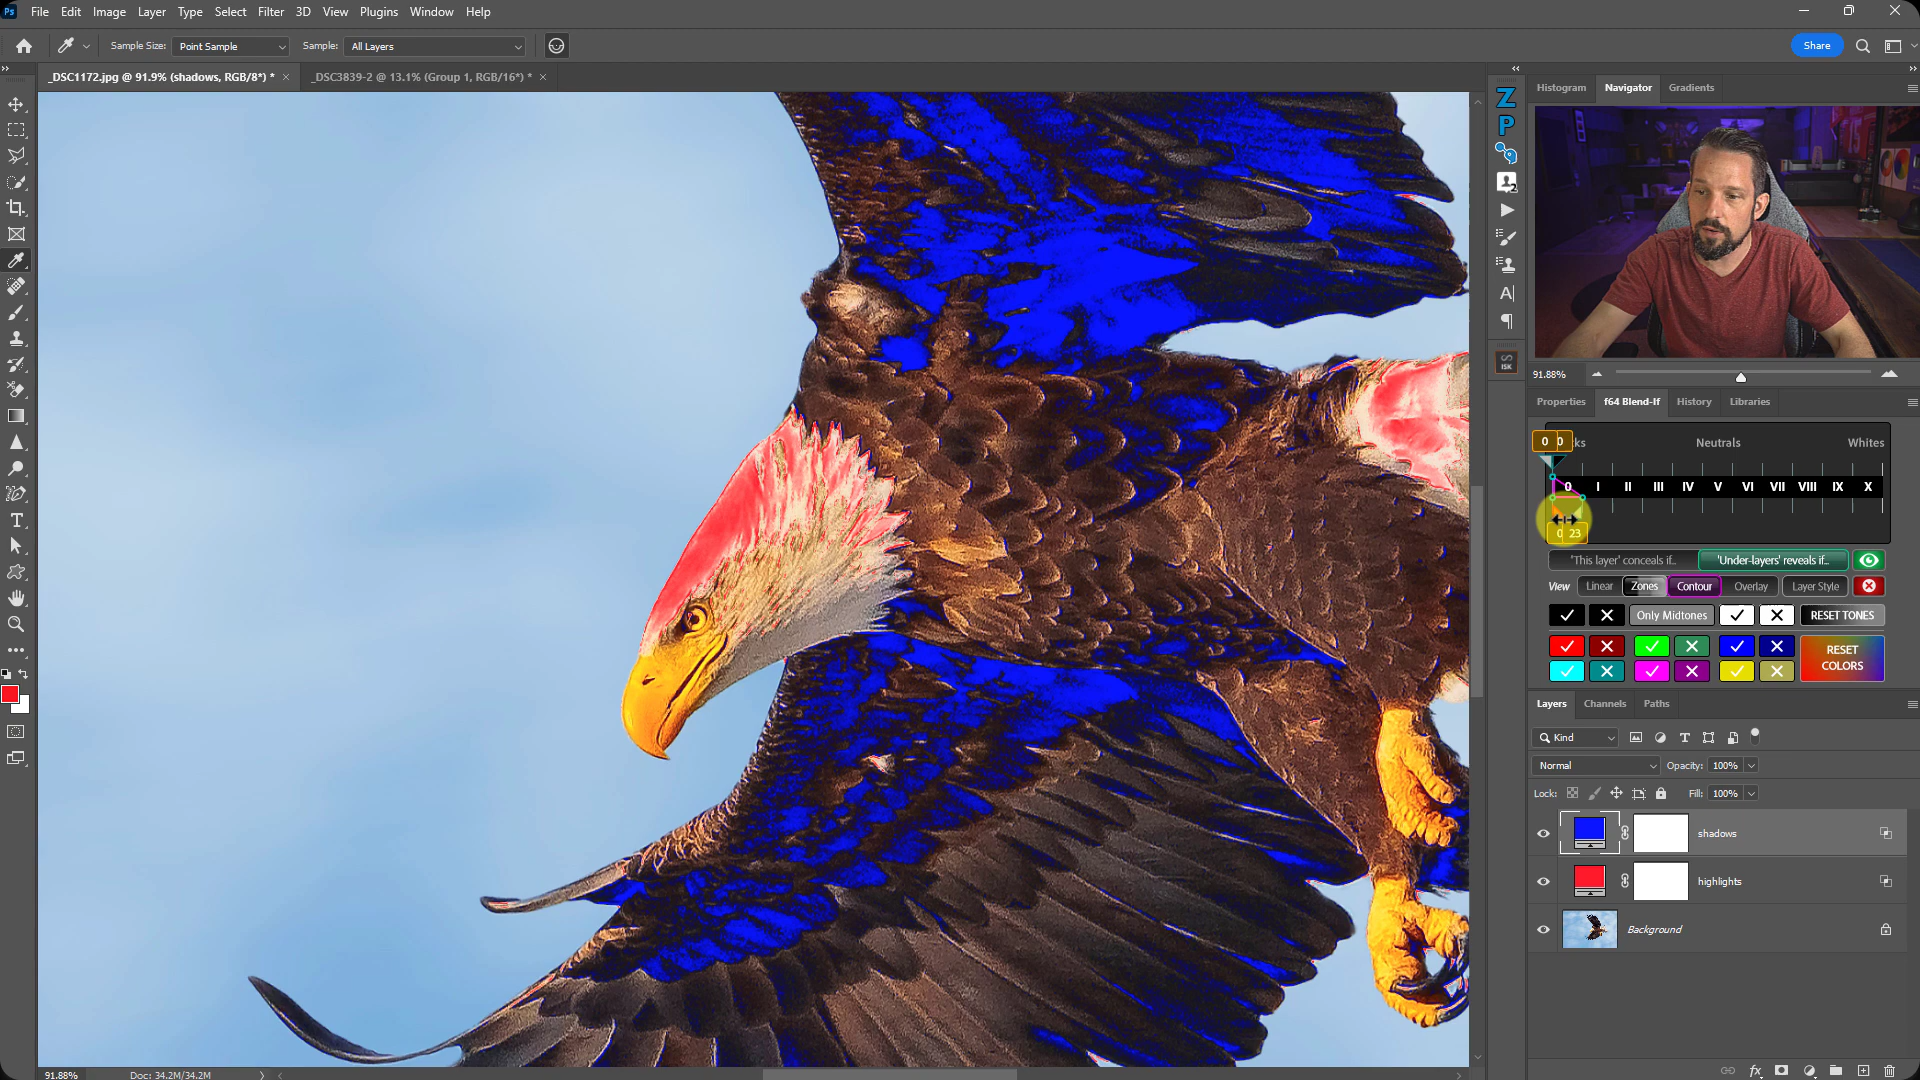 Ps File Edit Image Layer Type Select Filter 3D View Plugins Window Help
Sample Size: Point Sample Sample: All Layers Share
_DSC1172.jpg @ 91.9% (shadows, RGB/8*) * _DSC3839-2 @ 13.1% (Group 1, RGB/16*) *
Histogram Navigator Gradients
Z
P
91.88%
Properties f64 Blend-If History Libraries
0 0 Neutrals Whites
0 I II III IV V VI VII VIII IX X
0 23
'This layer' conceals if.. 'Under-layers' reveals if..
View Linear Zones Contour Overlay Layer Style
Only Midtones RESET TONES
RESET COLORS
Layers Channels Paths
Kind
Normal Opacity: 100%
Lock: Fill: 100%
shadows
highlights
Background
91.88% Doc: 34.2M/34.2M